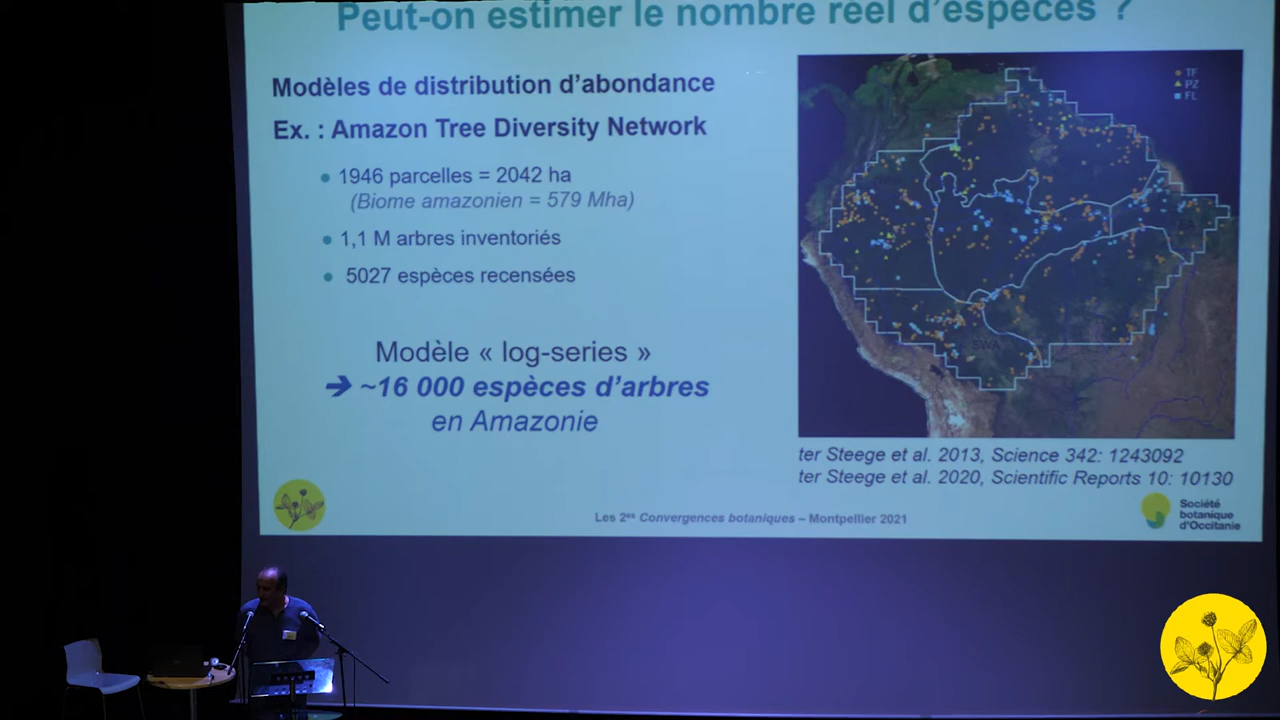 Peut-on estimer le nombre réel d'espèces ?
Modèles de distribution d'abondance
Ex. : Amazon Tree Diversity Network
1946 parcelles = 2042 ha
(Biome amazonien = 579 Mha)
1,1 M arbres inventoriés
5027 espèces recensées
Modèle « log-series »
➔ ~16 000 espèces d'arbres
en Amazonie
TF
PZ
FL
SWA
ter Steege et al. 2013, Science 342: 1243092
ter Steege et al. 2020, Scientific Reports 10: 10130
Les 2es Convergences botaniques – Montpellier 2021
Société
botanique
d'Occitanie